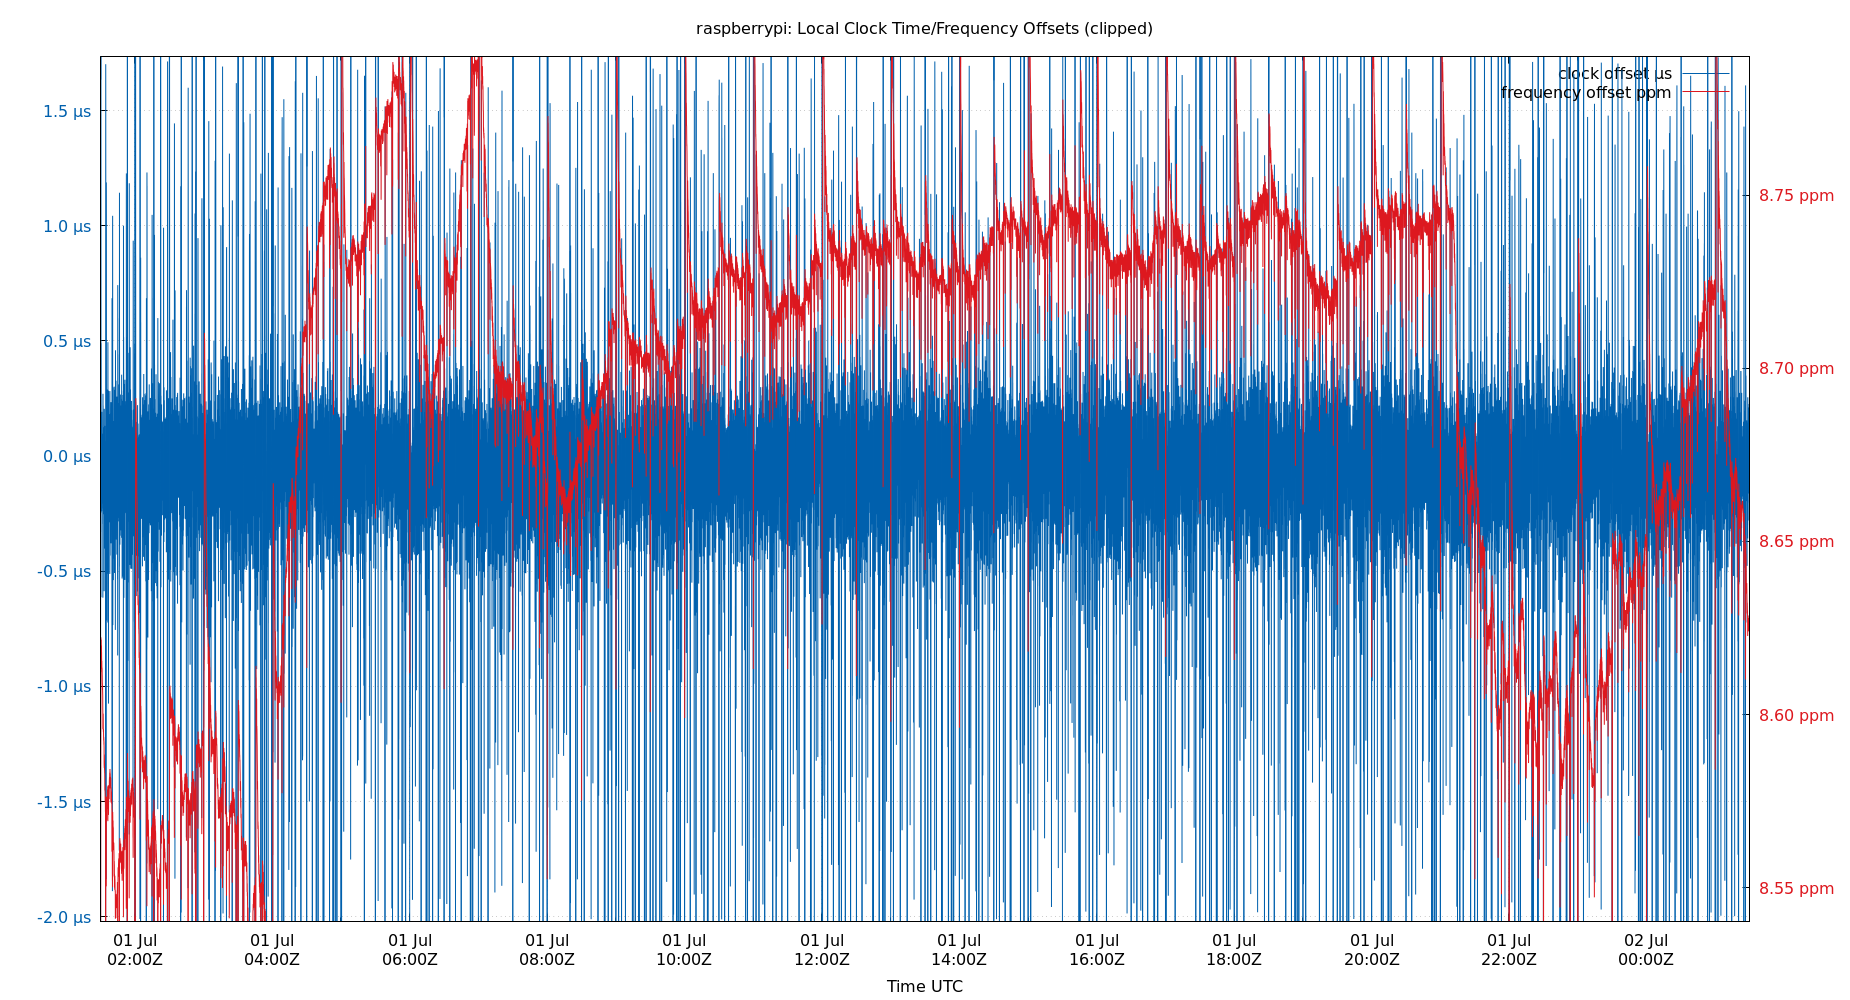 raspberrypi: Local Clock Time/Frequency Offsets (clipped)
clock offset µs
frequency offset ppm
1.5 µs
1.0 µs
0.5 µs
0.0 µs
-0.5 µs
-1.0 µs
-1.5 µs
-2.0 µs
8.75 ppm
8.70 ppm
8.65 ppm
8.60 ppm
8.55 ppm
01 Jul 01 Jul 01 Jul 01 Jul 01 Jul 01 Jul 01 Jul 01 Jul 01 Jul 01 Jul 01 Jul 02 Jul
02:00Z 04:00Z 06:00Z 08:00Z 10:00Z 12:00Z 14:00Z 16:00Z 18:00Z 20:00Z 22:00Z 00:00Z
Time UTC